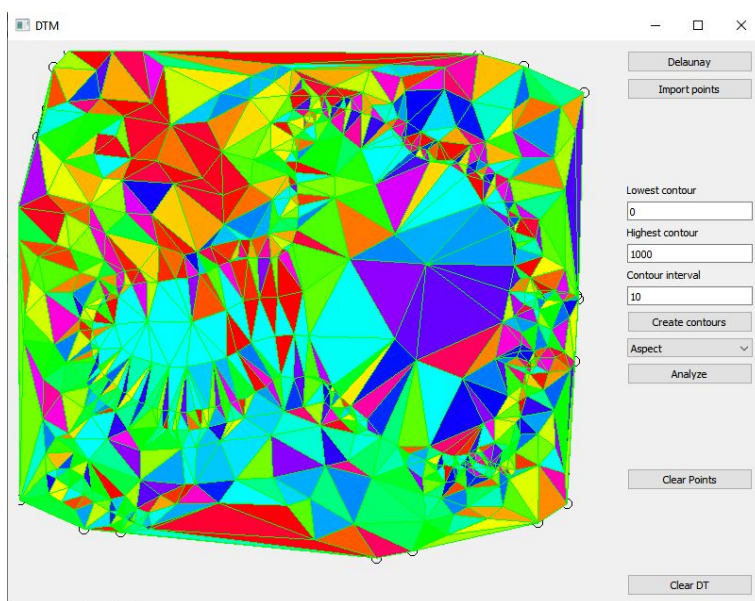 DTM
Delaunay
Import points
Lowest contour
0
Highest contour
1000
Contour interval
10
Create contours
Aspect
Analyze
Clear Points
Clear DT